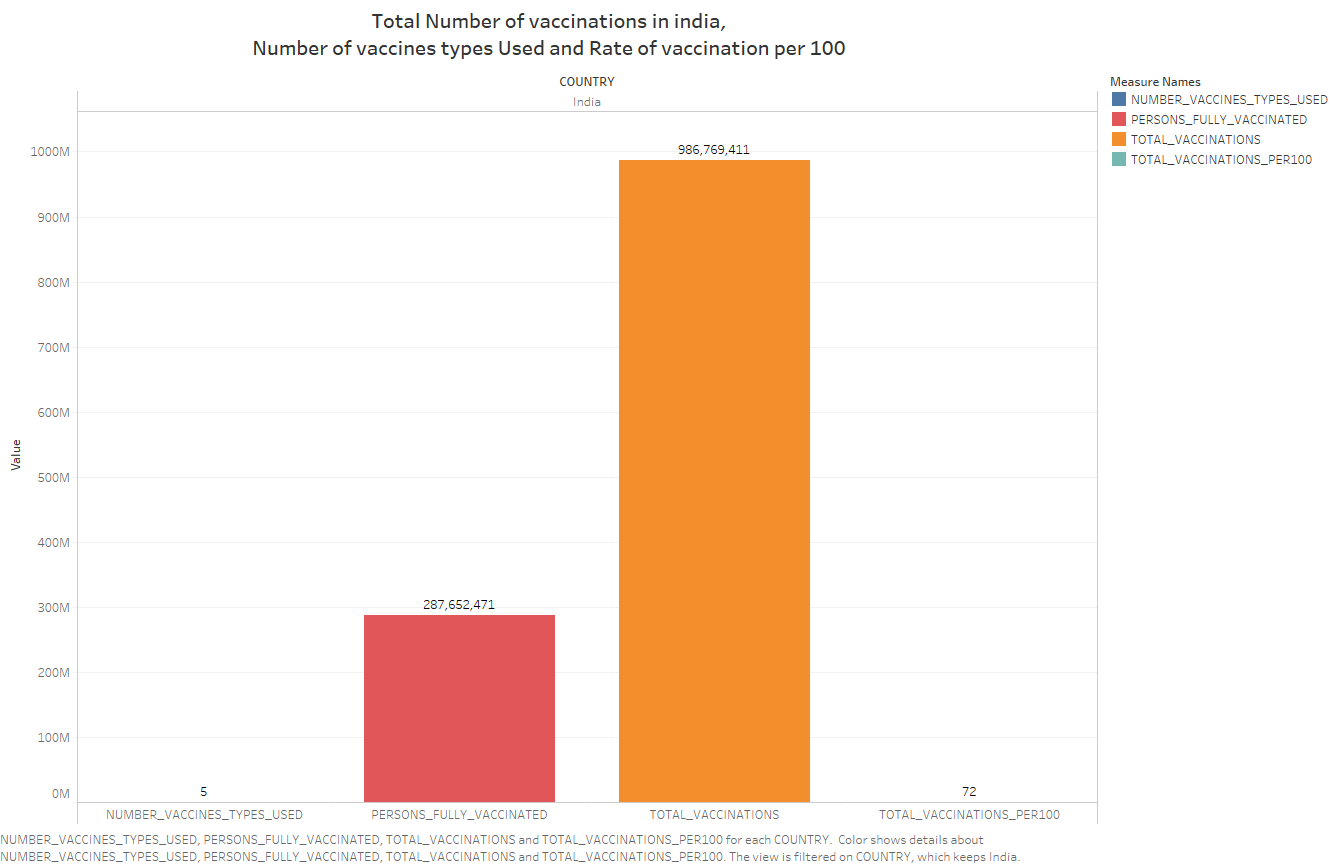 Total Number of vaccinations in india,
Number of vaccines types Used and Rate of vaccination per 100
COUNTRY
India
Measure Names
NUMBER_VACCINES_TYPES_USED
PERSONS_FULLY_VACCINATED
TOTAL_VACCINATIONS
TOTAL_VACCINATIONS_PER100
1000M
900M
800M
700M
600M
500M
400M
300M
200M
100M
0M
Value
5
287,652,471
986,769,411
72
NUMBER_VACCINES_TYPES_USED
PERSONS_FULLY_VACCINATED
TOTAL_VACCINATIONS
TOTAL_VACCINATIONS_PER100
NUMBER_VACCINES_TYPES_USED, PERSONS_FULLY_VACCINATED, TOTAL_VACCINATIONS and TOTAL_VACCINATIONS_PER100 for each COUNTRY.  Color shows details about
NUMBER_VACCINES_TYPES_USED, PERSONS_FULLY_VACCINATED, TOTAL_VACCINATIONS and TOTAL_VACCINATIONS_PER100. The view is filtered on COUNTRY, which keeps India.